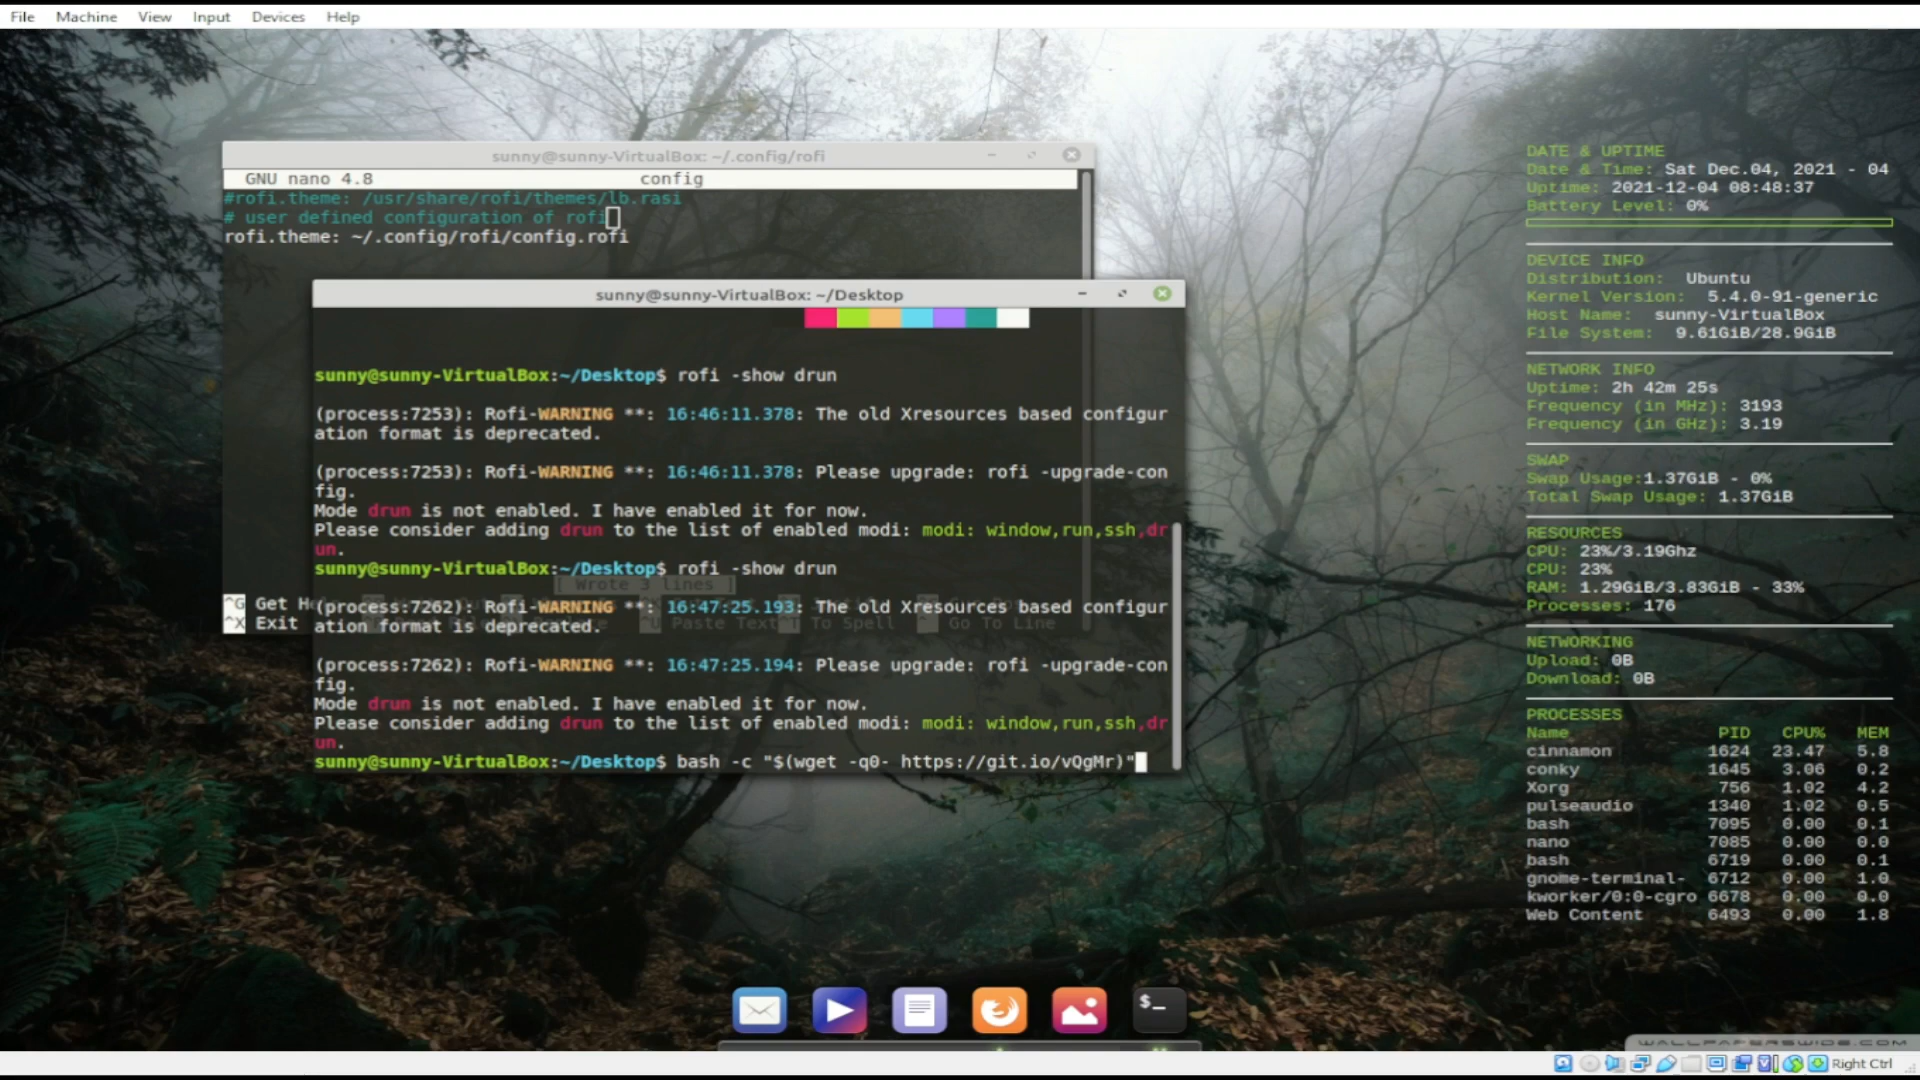 File Machine View Input Devices Help
sunny@sunny-VirtualBox: ~/.config/rofi
GNU nano 4.8 config
#rofi.theme: /usr/share/rofi/themes/lb.rasi
# user defined configuration of rofi
rofi.theme: ~/.config/rofi/config.rofi
[ Wrote 3 lines ]
^G Get He
^X Exit
^U Paste Text ^T To Spell
Go To Line
sunny@sunny-VirtualBox: ~/Desktop
sunny@sunny-VirtualBox:~/Desktop$ rofi -show drun
(process:7253): Rofi-WARNING **: 16:46:11.378: The old Xresources based configur
ation format is deprecated.
(process:7253): Rofi-WARNING **: 16:46:11.378: Please upgrade: rofi -upgrade-con
fig.
Mode drun is not enabled. I have enabled it for now.
Please consider adding drun to the list of enabled modi: modi: window,run,ssh,dr
un.
sunny@sunny-VirtualBox:~/Desktop$ rofi -show drun
(process:7262): Rofi-WARNING **: 16:47:25.193: The old Xresources based configur
ation format is deprecated.
(process:7262): Rofi-WARNING **: 16:47:25.194: Please upgrade: rofi -upgrade-con
fig.
Mode drun is not enabled. I have enabled it for now.
Please consider adding drun to the list of enabled modi: modi: window,run,ssh,dr
un.
sunny@sunny-VirtualBox:~/Desktop$ bash -c "$(wget -q0- https://git.io/vQgMr)"
DATE & UPTIME
Date & Time: Sat Dec.04, 2021 - 04
Uptime: 2021-12-04 08:48:37
Battery Level: 0%
DEVICE INFO
Distribution: Ubuntu
Kernel Version: 5.4.0-91-generic
Host Name: sunny-VirtualBox
File System: 9.61GiB/28.9GiB
NETWORK INFO
Uptime: 2h 42m 25s
Frequency (in MHz): 3193
Frequency (in GHz): 3.19
SWAP
Swap Usage:1.37GiB - 0%
Total Swap Usage: 1.37GiB
RESOURCES
CPU: 23%/3.19Ghz
CPU: 23%
RAM: 1.29GiB/3.83GiB - 33%
Processes: 176
NETWORKING
Upload: 0B
Download: 0B
PROCESSES
Name PID CPU% MEM
cinnamon 1624 23.47 5.8
conky 1645 3.06 0.2
Xorg 756 1.02 4.2
pulseaudio 1340 1.02 0.5
bash 7095 0.00 0.1
nano 7085 0.00 0.0
bash 6719 0.00 0.1
gnome-terminal- 6712 0.00 1.0
kworker/0:0-cgro 6678 0.00 0.0
Web Content 6493 0.00 1.8
$_
WALLPAPERSWIDE.COM
Right Ctrl